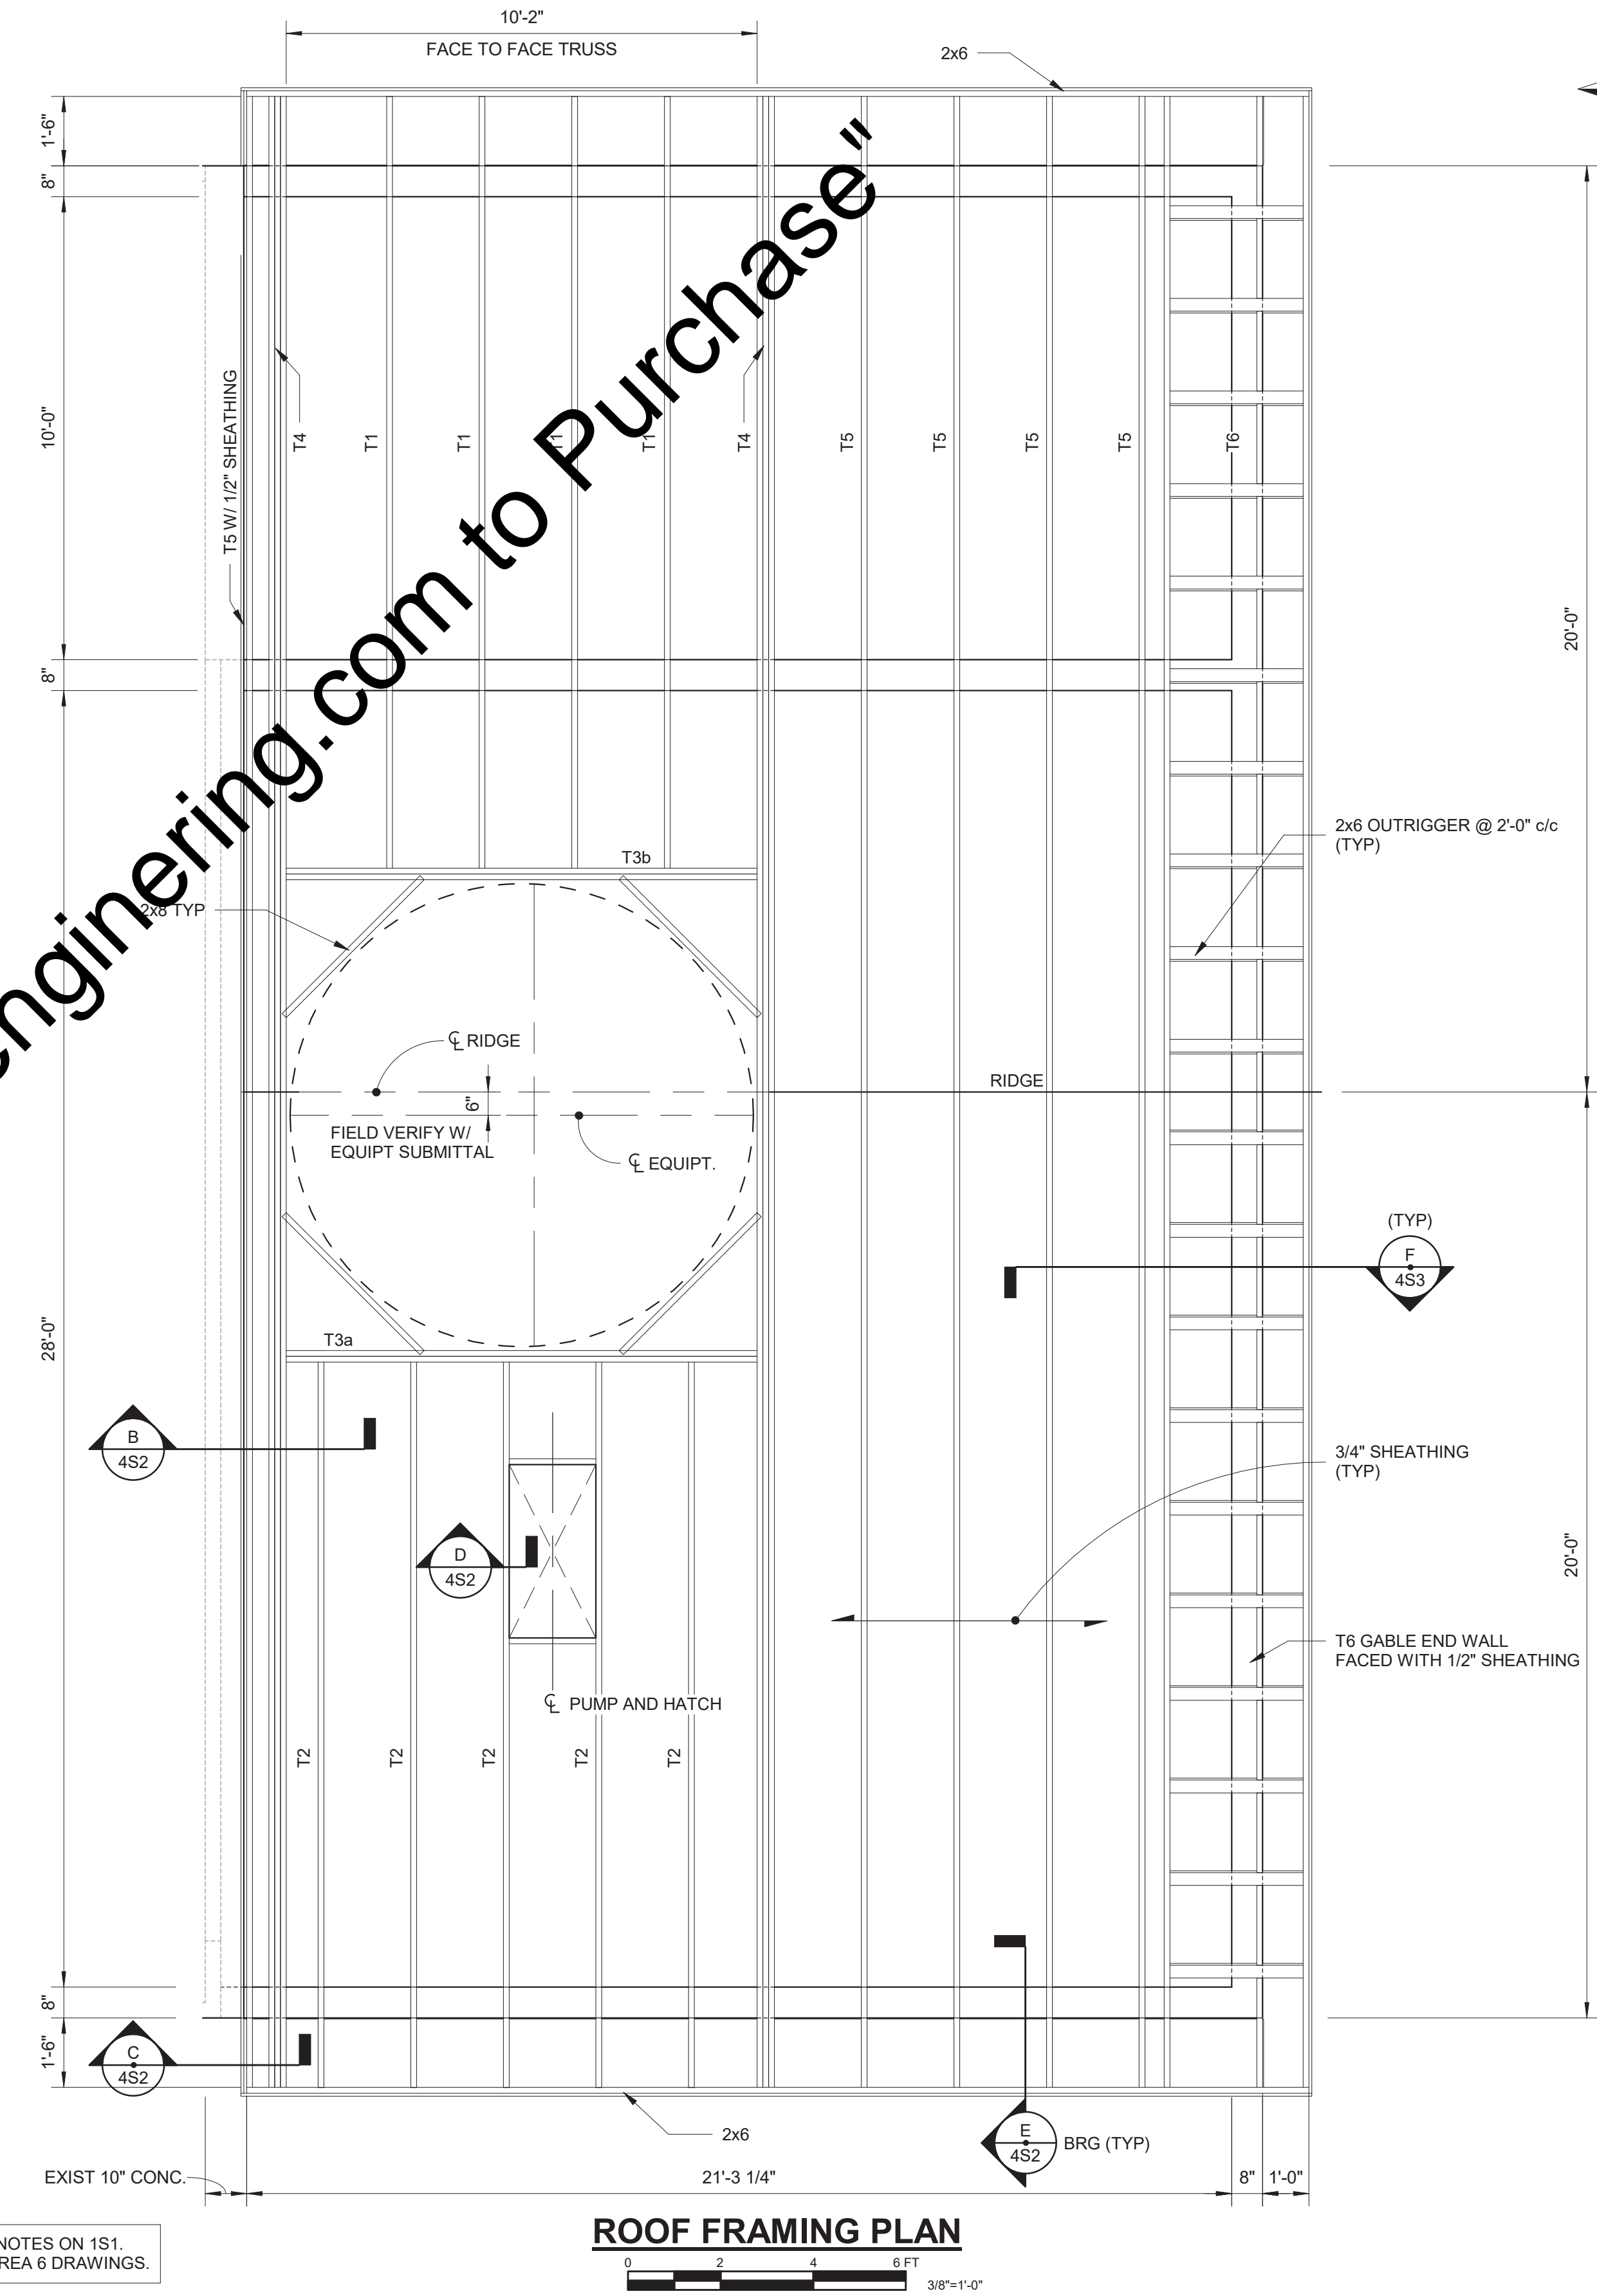 10'-2"
FACE TO FACE TRUSS
2x6
1'-6"
8"
10'-0"
8"
28'-0"
8"
1'-6"
T5 W/ 1/2" SHEATHING
T4
T1
T1
T1
T1
T4
T5
T5
T5
T5
T6
20'-0"
20'-0"
engineering.com to Purchase"
T3b
2x8 TYP
2x6 OUTRIGGER @ 2'-0" c/c
(TYP)
℄ RIDGE
RIDGE
6"
FIELD VERIFY W/
EQUIPT SUBMITTAL
℄ EQUIPT.
(TYP)
F
4S3
T3a
B
4S2
3/4" SHEATHING
(TYP)
D
4S2
T6 GABLE END WALL
FACED WITH 1/2" SHEATHING
℄ PUMP AND HATCH
T2
T2
T2
T2
T2
C
4S2
2x6
E
4S2
BRG (TYP)
EXIST 10" CONC.
21'-3 1/4"
8"
1'-0"
ROOF FRAMING PLAN
0 2 4 6 FT
3/8"=1'-0"
NOTES ON 1S1.
REA 6 DRAWINGS.